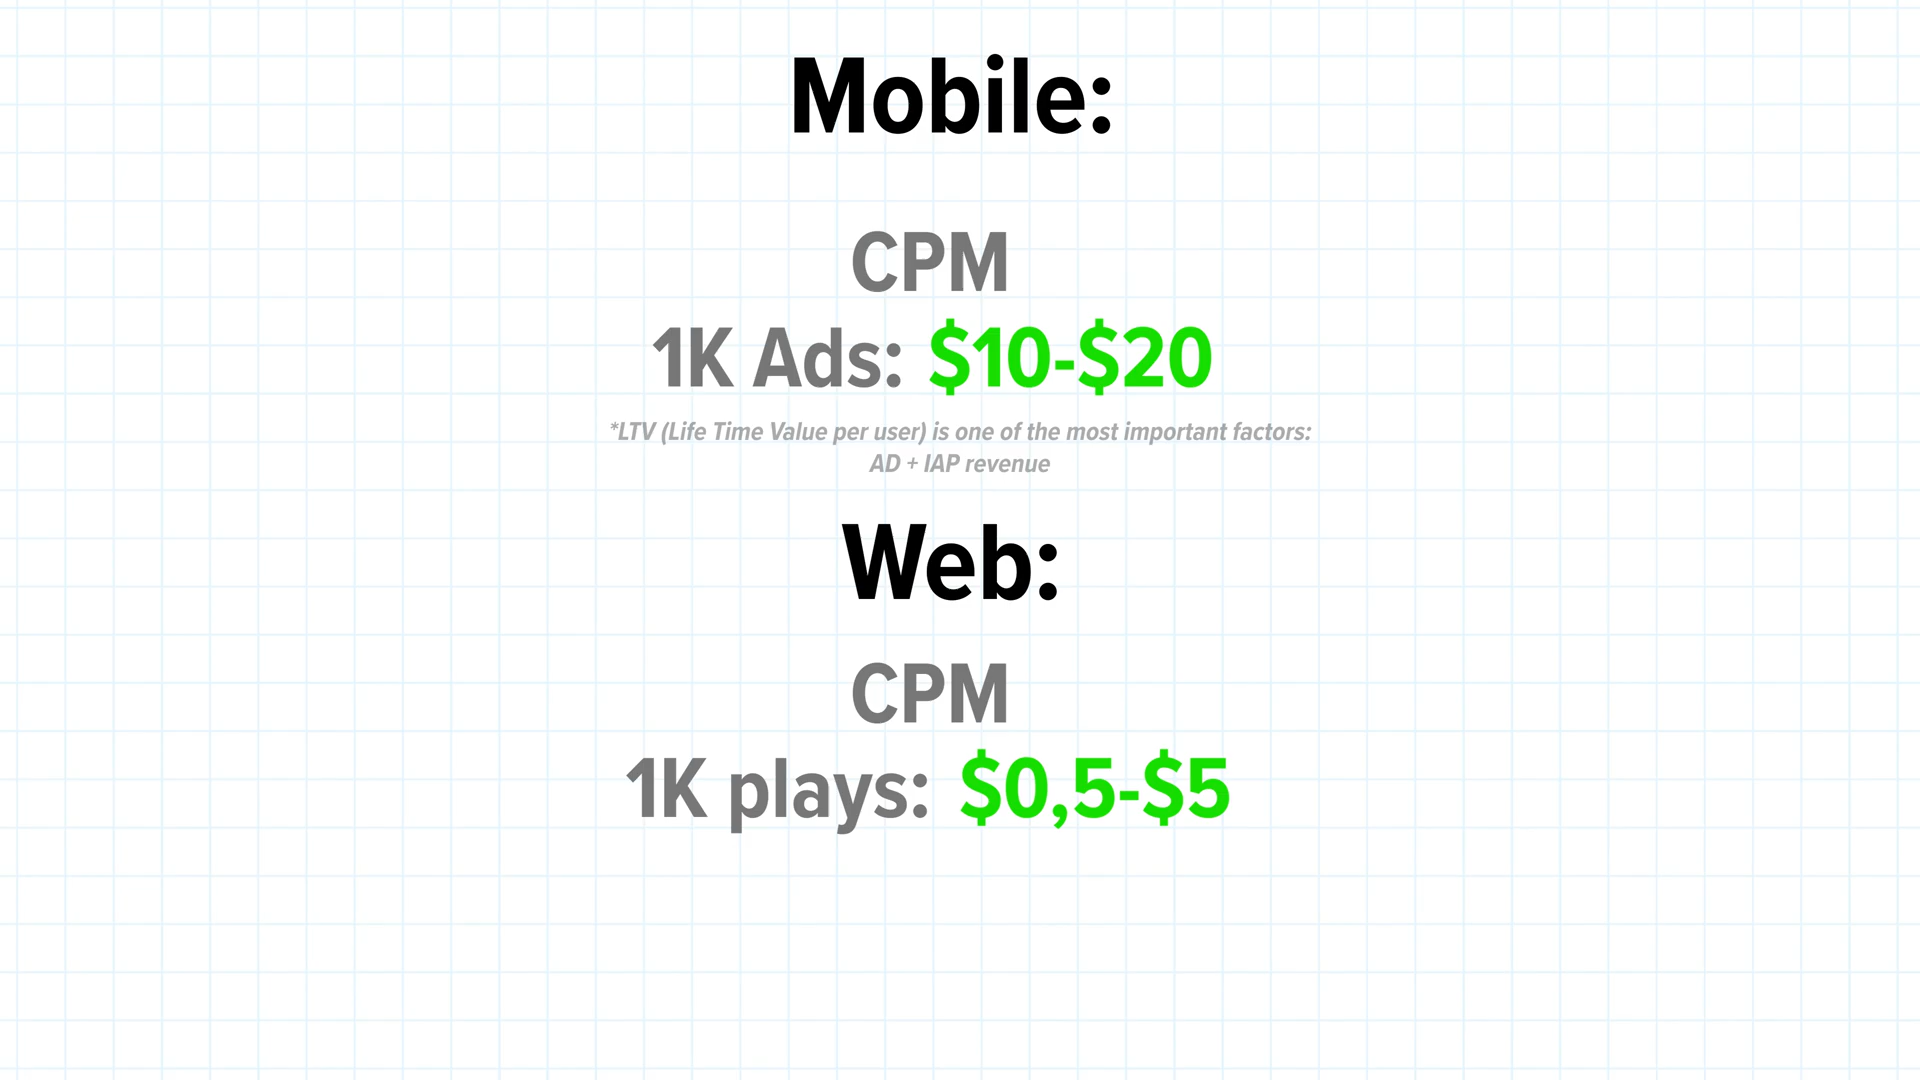 Mobile:
CPM
1K Ads: $10-$20
*LTV (Life Time Value per user) is one of the most important factors:
AD + IAP revenue
Web:
CPM
1K plays: $0,5-$5